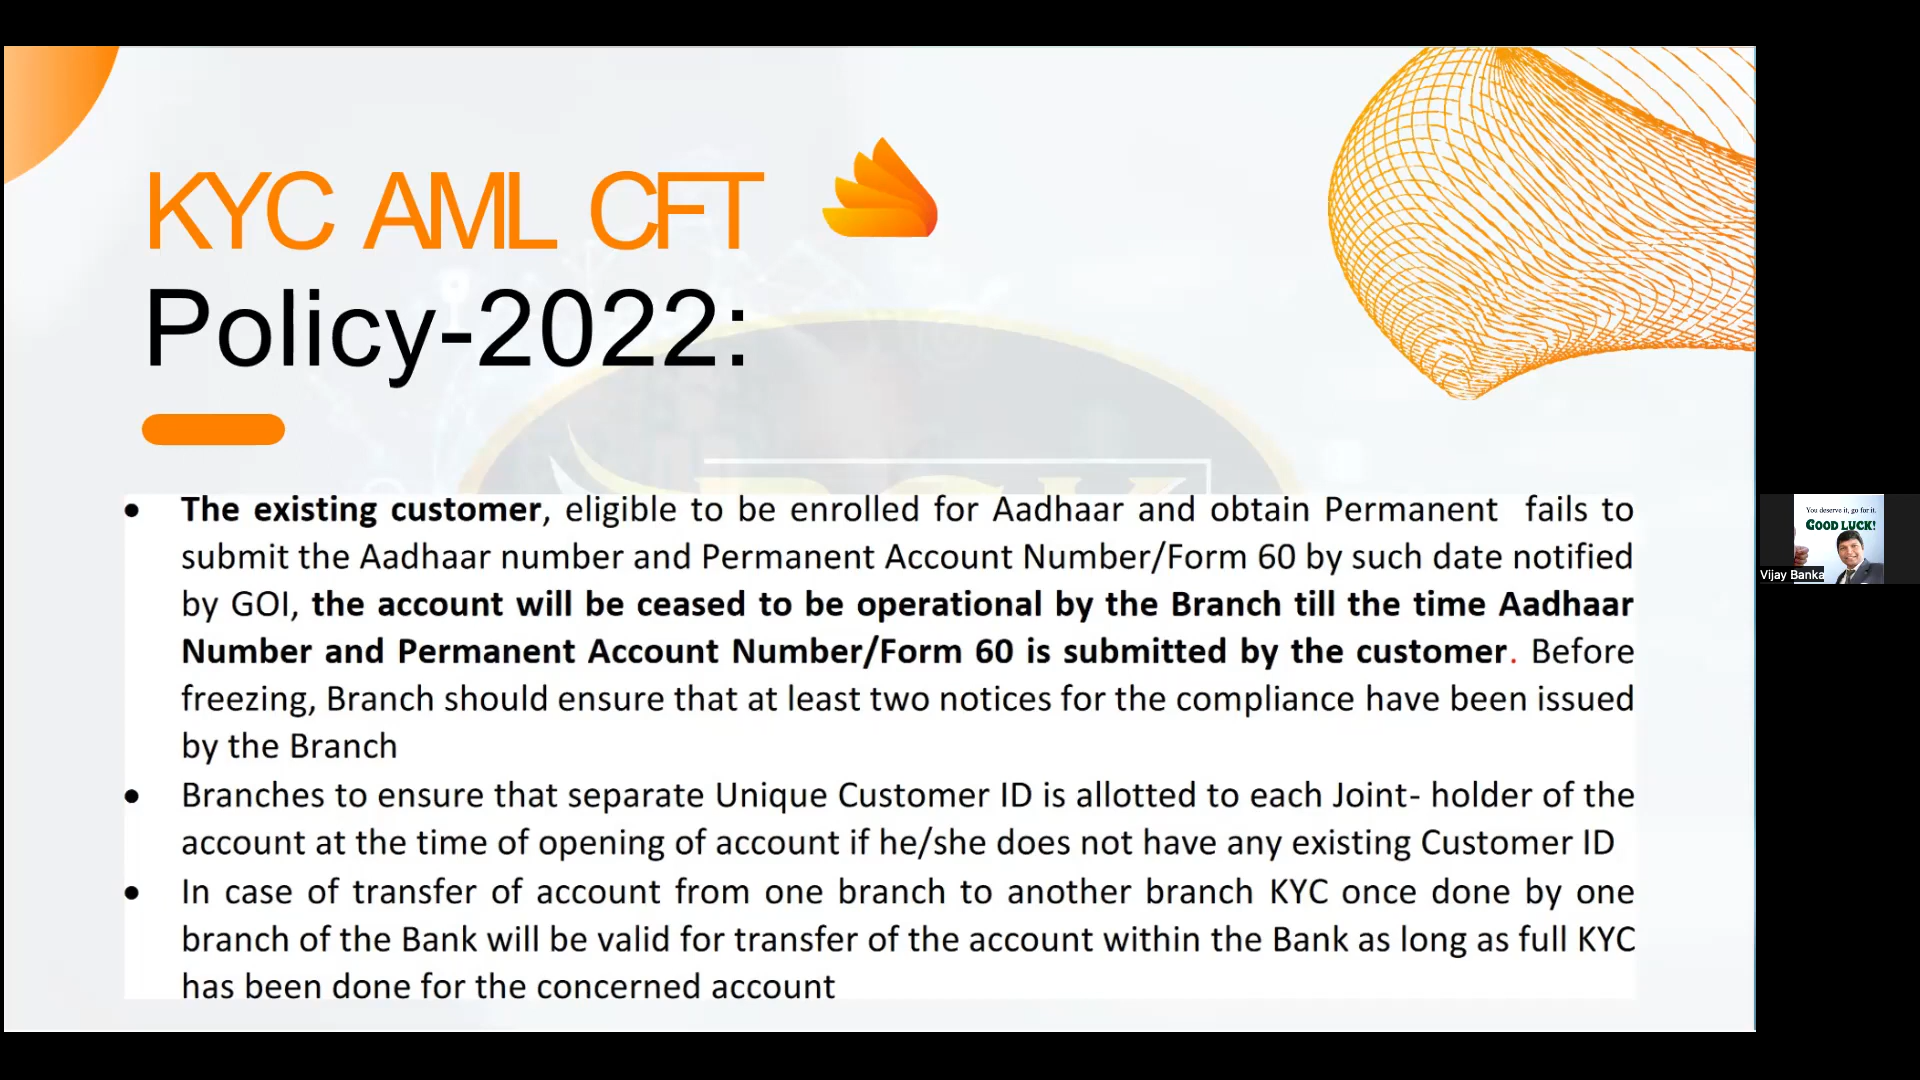 KYC AML CFT
Policy-2022:
• The existing customer, eligible to be enrolled for Aadhaar and obtain Permanent fails to
submit the Aadhaar number and Permanent Account Number/Form 60 by such date notified
by GOI, the account will be ceased to be operational by the Branch till the time Aadhaar
Number and Permanent Account Number/Form 60 is submitted by the customer. Before
freezing, Branch should ensure that at least two notices for the compliance have been issued
by the Branch
• Branches to ensure that separate Unique Customer ID is allotted to each Joint- holder of the
account at the time of opening of account if he/she does not have any existing Customer ID
• In case of transfer of account from one branch to another branch KYC once done by one
branch of the Bank will be valid for transfer of the account within the Bank as long as full KYC
has been done for the concerned account
You deserve it, go for it.
GOOD LUCK!
Vijay Banka